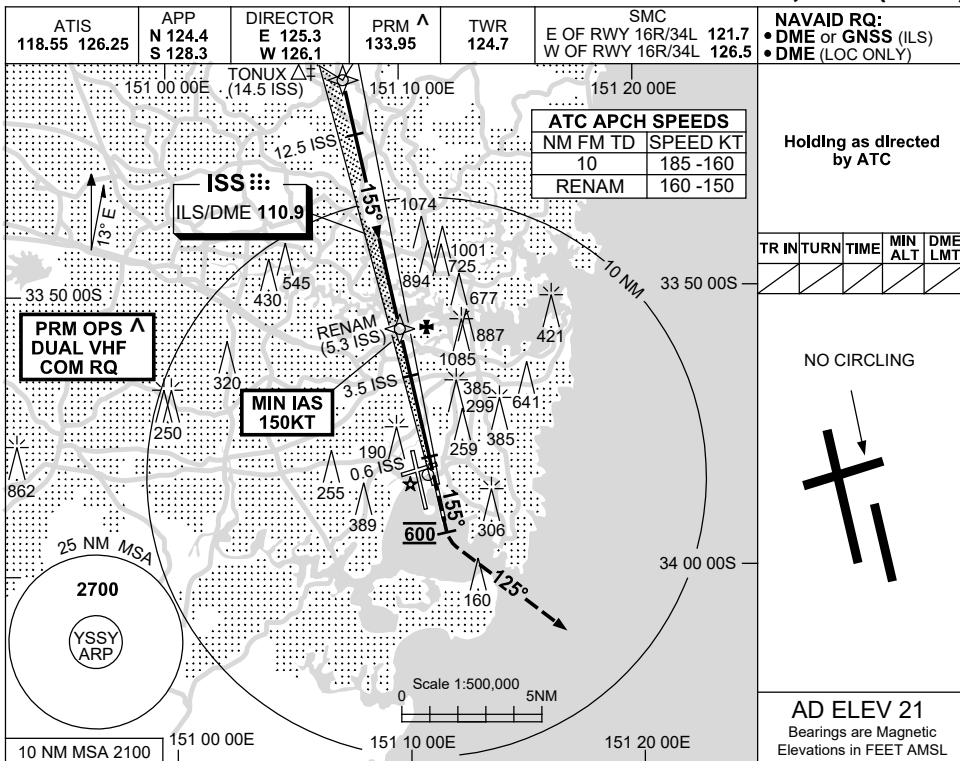 ATIS
118.55 126.25
APP
N 124.4
S 128.3
DIRECTOR
E 125.3
W 126.1
PRM ^
133.95
TWR
124.7
SMC
E OF RWY 16R/34L 121.7
W OF RWY 16R/34L 126.5
NAVAID RQ:
• DME or GNSS (ILS)
• DME (LOC ONLY)
TONUX
(14.5 ISS)
151 00 00E
151 10 00E
151 20 00E
ATC APCH SPEEDS
NM FM TD SPEED KT
10 185 -160
RENAM 160 -150
Holding as directed
by ATC
12.5 ISS
13° E
ISS
ILS/DME 110.9
155°
1074
1001
725
894
677
545
430
10 NM
TR IN TURN TIME MIN ALT DME LMT
33 50 00S
33 50 00S
PRM OPS ^
DUAL VHF
COM RQ
RENAM
(5.3 ISS)
887
421
1085
320
3.5 ISS
385
299
641
MIN IAS
150KT
250
259
385
190
0.6 ISS
862
255
389
155°
306
600
NO CIRCLING
25 NM MSA
2700
YSSY
ARP
34 00 00S
125°
160
Scale 1:500,000
0 5NM
10 NM MSA 2100
151 00 00E
151 10 00E
151 20 00E
AD ELEV 21
Bearings are Magnetic
Elevations in FEET AMSL